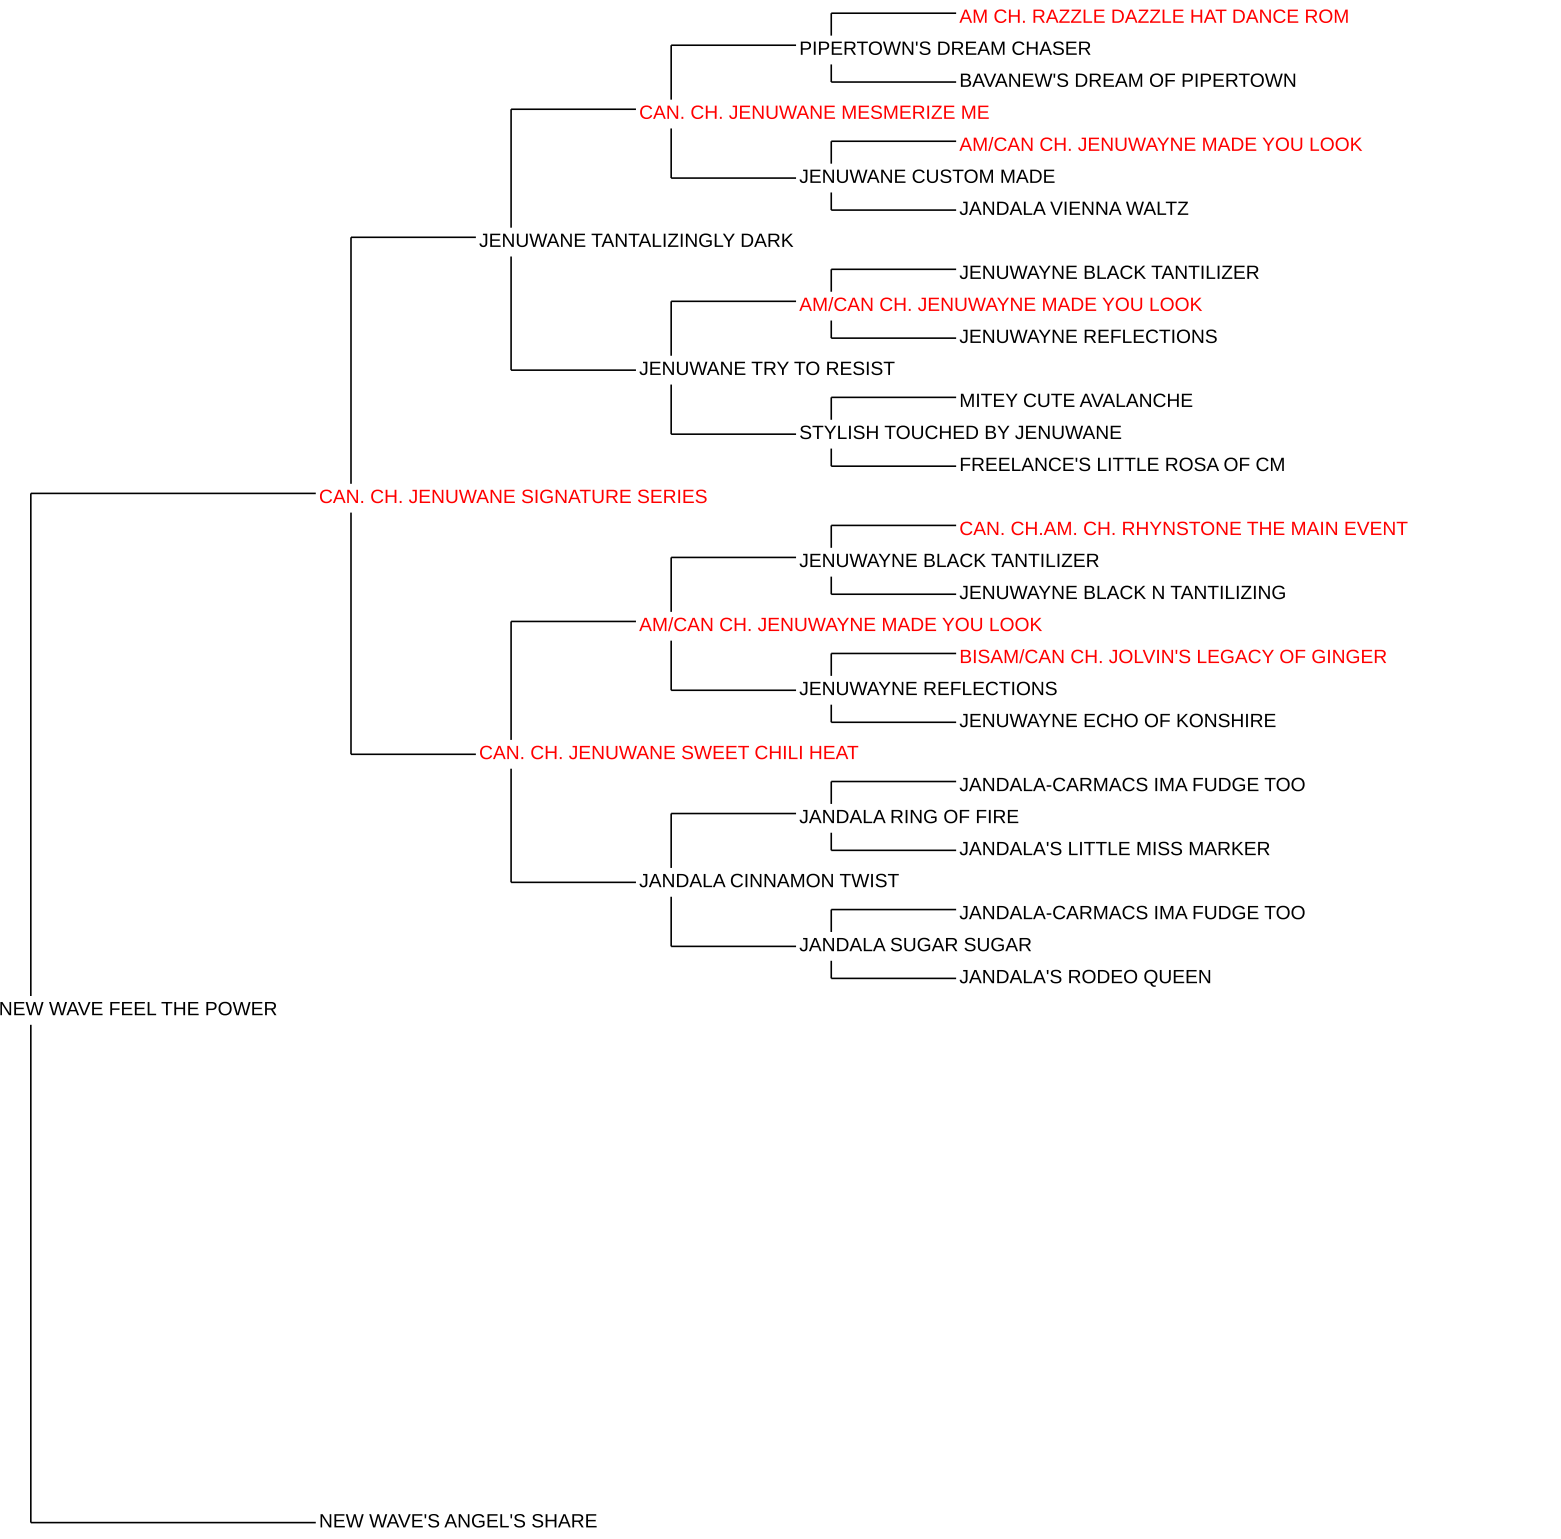 AM CH. RAZZLE DAZZLE HAT DANCE ROM
PIPERTOWN'S DREAM CHASER
BAVANEW'S DREAM OF PIPERTOWN
CAN. CH. JENUWANE MESMERIZE ME
AM/CAN CH. JENUWAYNE MADE YOU LOOK
JENUWANE CUSTOM MADE
JANDALA VIENNA WALTZ
JENUWANE TANTALIZINGLY DARK
JENUWAYNE BLACK TANTILIZER
AM/CAN CH. JENUWAYNE MADE YOU LOOK
JENUWAYNE REFLECTIONS
JENUWANE TRY TO RESIST
MITEY CUTE AVALANCHE
STYLISH TOUCHED BY JENUWANE
FREELANCE'S LITTLE ROSA OF CM
CAN. CH. JENUWANE SIGNATURE SERIES
CAN. CH.AM. CH. RHYNSTONE THE MAIN EVENT
JENUWAYNE BLACK TANTILIZER
JENUWAYNE BLACK N TANTILIZING
AM/CAN CH. JENUWAYNE MADE YOU LOOK
BISAM/CAN CH. JOLVIN'S LEGACY OF GINGER
JENUWAYNE REFLECTIONS
JENUWAYNE ECHO OF KONSHIRE
CAN. CH. JENUWANE SWEET CHILI HEAT
JANDALA-CARMACS IMA FUDGE TOO
JANDALA RING OF FIRE
JANDALA'S LITTLE MISS MARKER
JANDALA CINNAMON TWIST
JANDALA-CARMACS IMA FUDGE TOO
JANDALA SUGAR SUGAR
JANDALA'S RODEO QUEEN
NEW WAVE FEEL THE POWER
NEW WAVE'S ANGEL'S SHARE